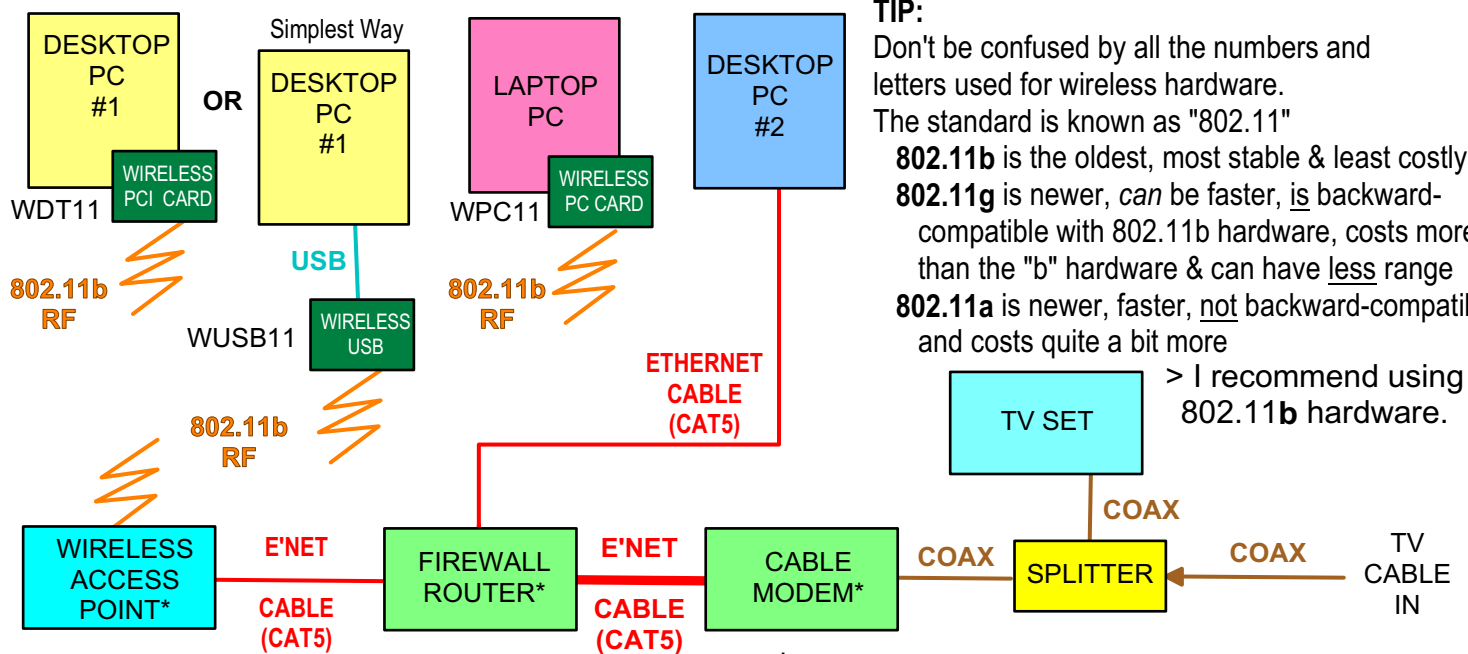 DESKTOP
PC
#1
WIRELESS
PCI CARD
WDT11
802.11b
RF
OR
Simplest Way
DESKTOP
PC
#1
USB
WUSB11
WIRELESS
USB
802.11b
RF
LAPTOP
PC
WIRELESS
PC CARD
WPC11
802.11b
RF
DESKTOP
PC
#2
ETHERNET
CABLE
(CAT5)
TIP:
Don't be confused by all the numbers and
letters used for wireless hardware.
The standard is known as "802.11"
802.11b is the oldest, most stable & least costly
802.11g is newer, can be faster, is backward-
compatible with 802.11b hardware, costs more
than the "b" hardware & can have less range
802.11a is newer, faster, not
and costs quite a bit more
> I recommend using
802.11b hardware.
TV SET
COAX
WIRELESS
ACCESS
POINT*
E'NET
CABLE
(CAT5)
FIREWALL
ROUTER*
E'NET
CABLE
(CAT5)
CABLE
MODEM*
COAX
SPLITTER
COAX
TV
CABLE
IN